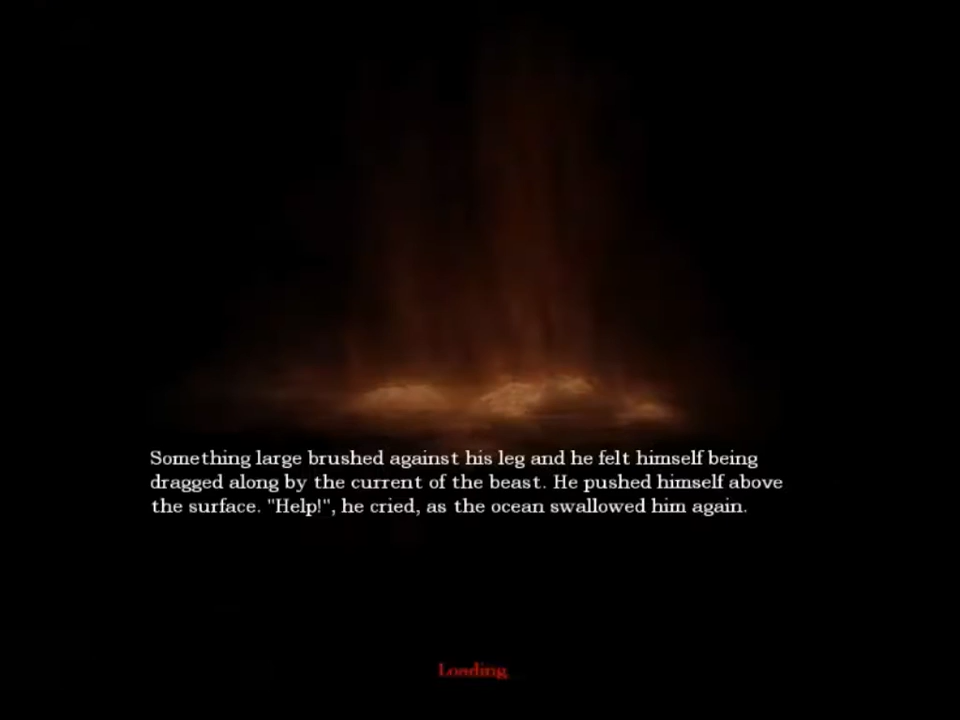 Something large brushed against his leg and he felt himself being
dragged along by the current of the beast. He pushed himself above
the surface. "Help!", he cried, as the ocean swallowed him again.
Loading